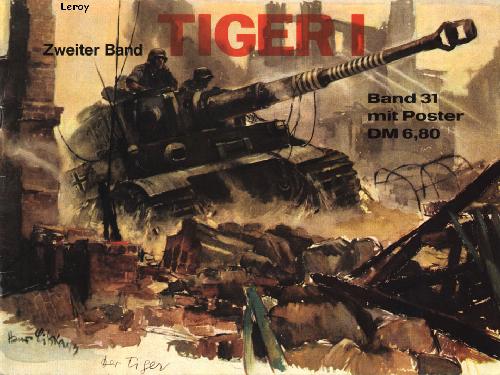 Leroy
TIGER I
Zweiter Band
Band 31
mit Poster
DM 6,80
der Tiger